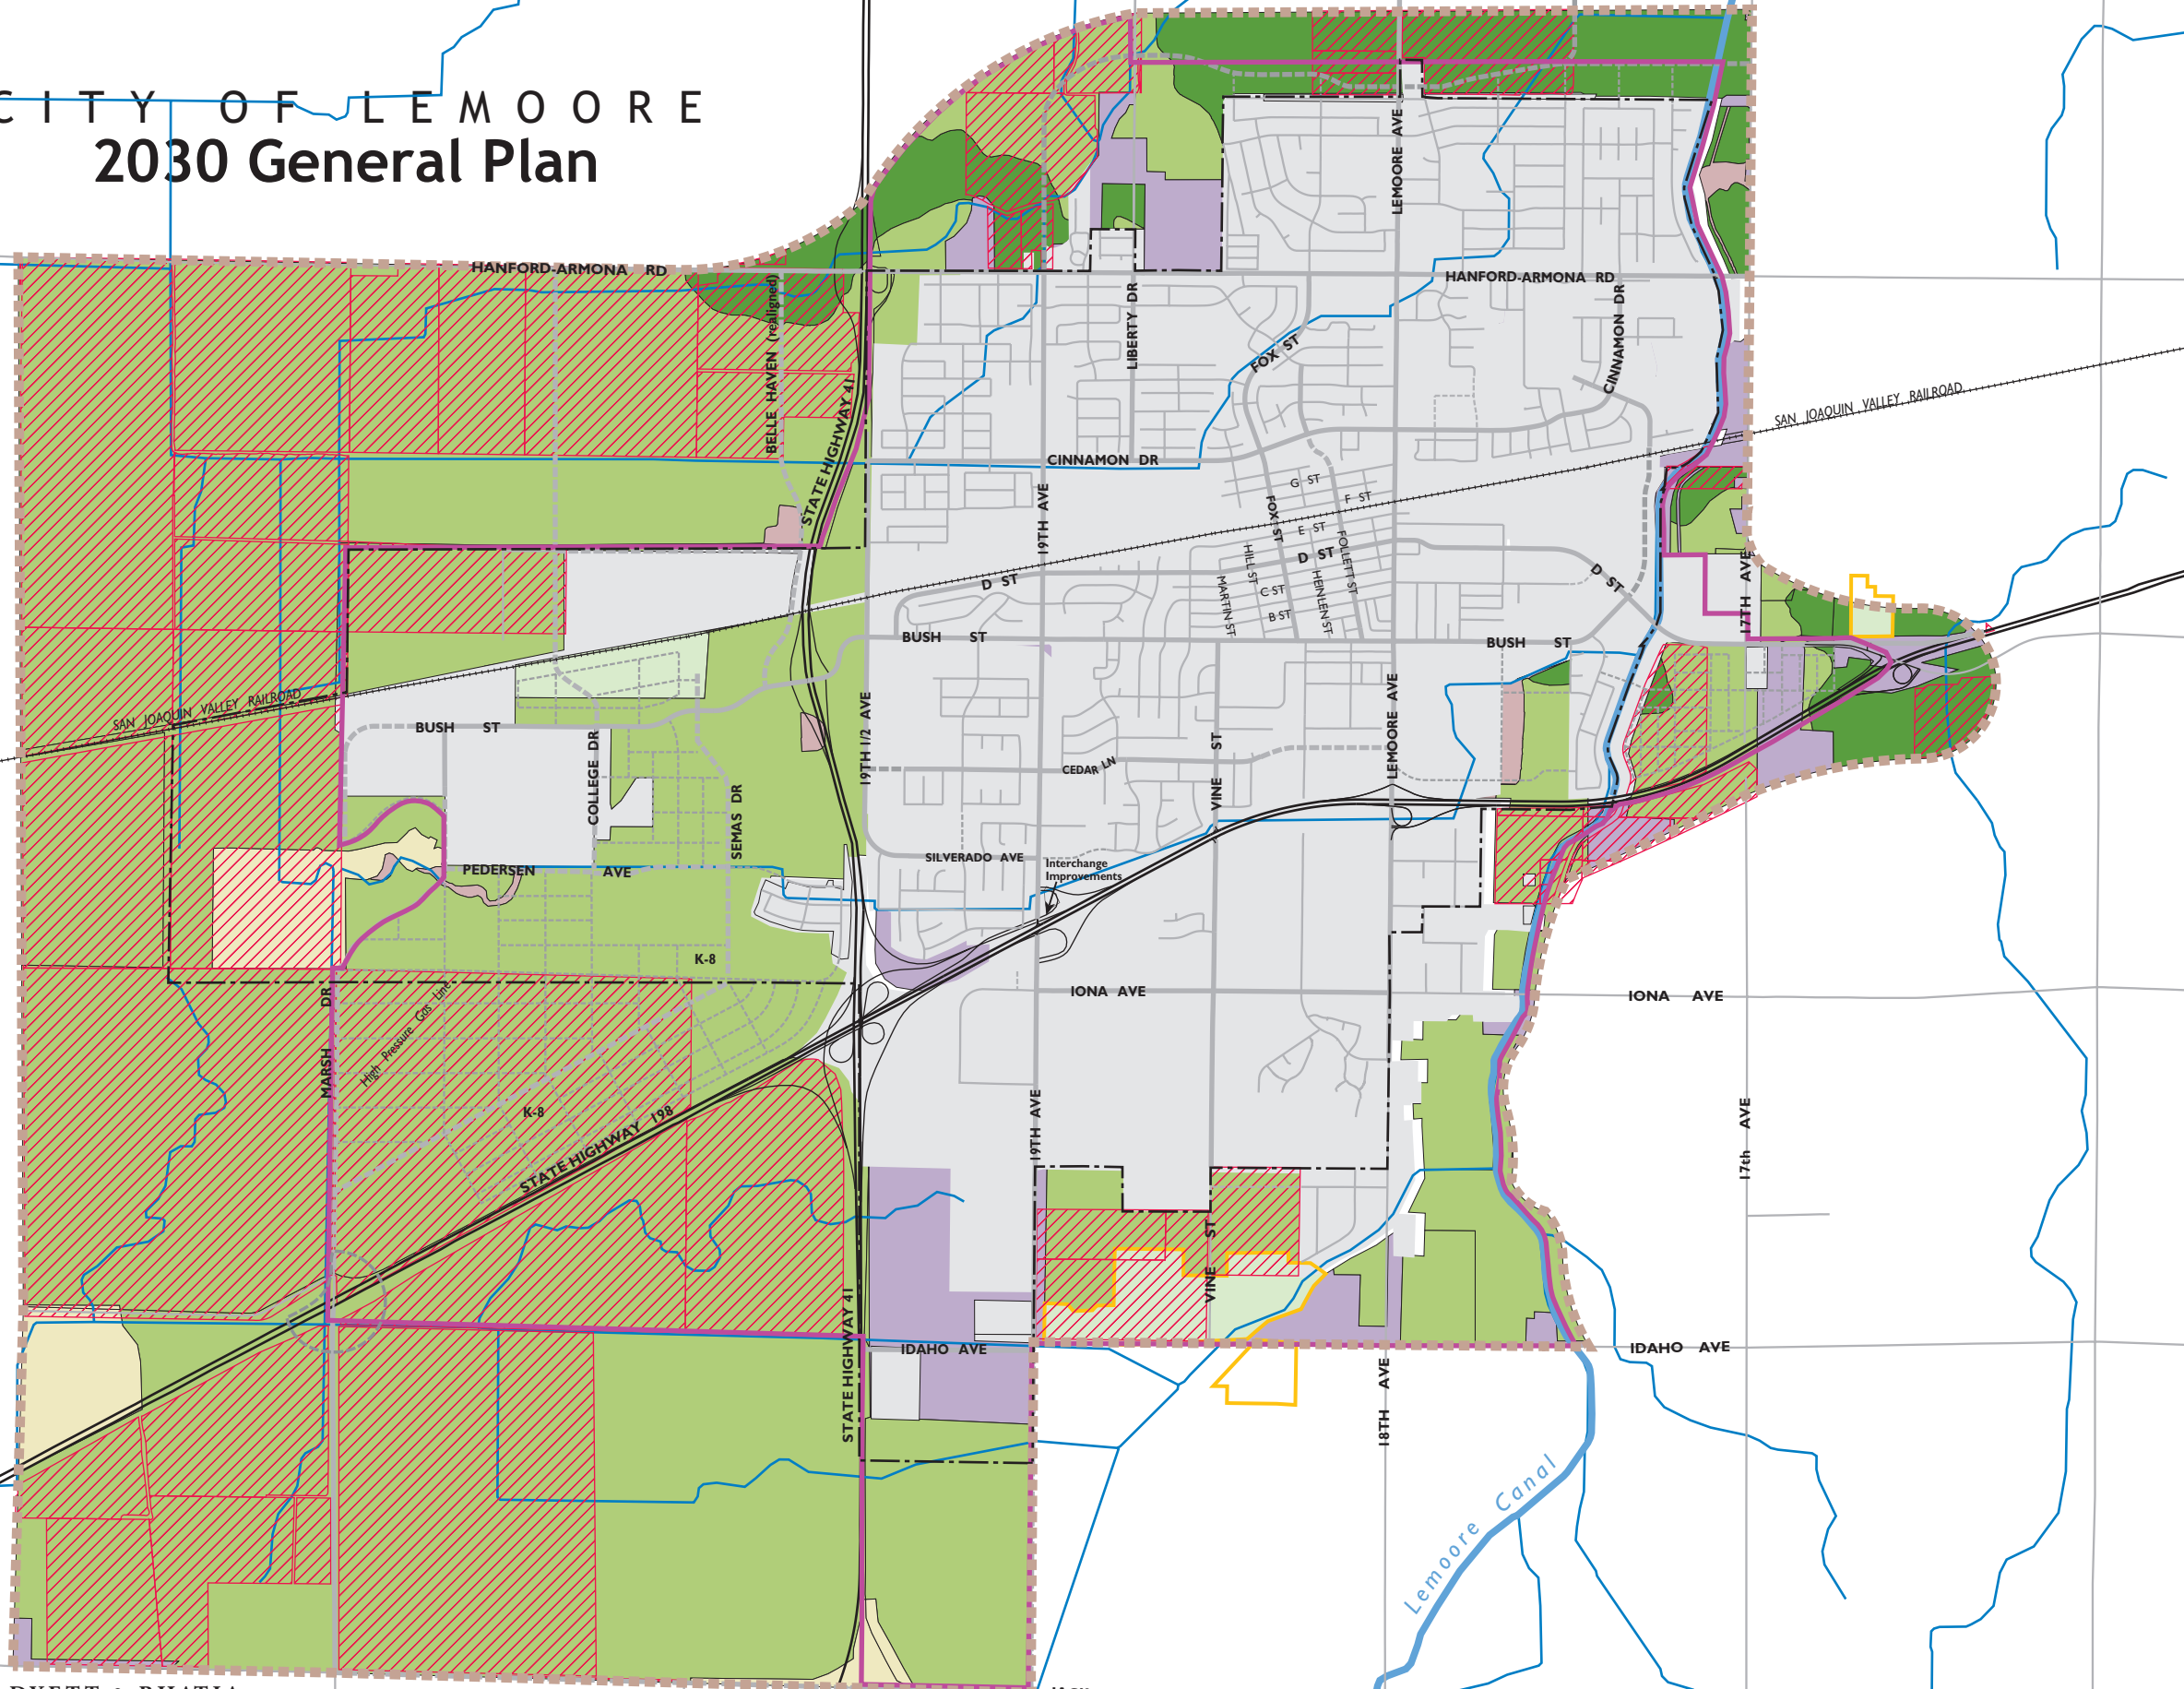 CITY OF LEMOORE
2030 General Plan
LEMOORE AVE
HANFORD-ARMONA RD
HANFORD-ARMONA RD
BELLE HAVEN (realigned)
LIBERTY DR
CINNAMON DR
FOX ST
STATE HIGHWAY 41
SAN JOAQUIN VALLEY RAILROAD
CINNAMON DR
19TH AVE
G ST
F ST
FOX ST
E ST
D ST
FOLLETT ST
HILL ST
D ST
D ST
MARTIN ST
C ST
HEINLEN ST
B ST
17TH AVE
BUSH ST
BUSH ST
SAN JOAQUIN VALLEY RAILROAD
BUSH ST
COLLEGE DR
19TH 1/2 AVE
LEMOORE AVE
VINE ST
CEDAR LN
SEMAS DR
SILVERADO AVE
Interchange
Improvements
PEDERSEN AVE
K-8
IONA AVE
IONA AVE
MARSH DR
High Pressure Gas Line
K-8
STATE HIGHWAY 198
19TH AVE
17th AVE
VINE ST
STATE HIGHWAY 41
IDAHO AVE
IDAHO AVE
18TH AVE
Lemoore Canal